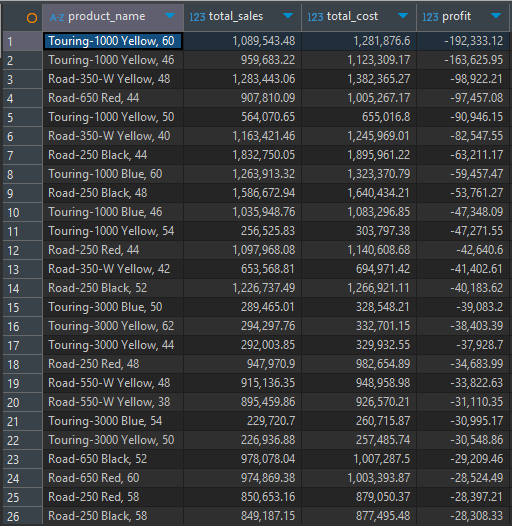 A-Z product_name 123 total_sales 123 total_cost 123 profit
1 Touring-1000 Yellow, 60 1,089,543.48 1,281,876.6 -192,333.12
2 Touring-1000 Yellow, 46 959,683.22 1,123,309.17 -163,625.95
3 Road-350-W Yellow, 48 1,283,443.06 1,382,365.27 -98,922.21
4 Road-650 Red, 44 907,810.09 1,005,267.17 -97,457.08
5 Touring-1000 Yellow, 50 564,070.65 655,016.8 -90,946.15
6 Road-350-W Yellow, 40 1,163,421.46 1,245,969.01 -82,547.55
7 Road-250 Black, 44 1,832,750.05 1,895,961.22 -63,211.17
8 Touring-1000 Blue, 60 1,263,913.32 1,323,370.79 -59,457.47
9 Road-250 Black, 48 1,586,672.94 1,640,434.21 -53,761.27
10 Touring-1000 Blue, 46 1,035,948.76 1,083,296.85 -47,348.09
11 Touring-1000 Yellow, 54 256,525.83 303,797.38 -47,271.55
12 Road-250 Red, 44 1,097,968.08 1,140,608.68 -42,640.6
13 Road-350-W Yellow, 42 653,568.81 694,971.42 -41,402.61
14 Road-250 Black, 52 1,226,737.49 1,266,921.11 -40,183.62
15 Touring-3000 Blue, 50 289,465.01 328,548.21 -39,083.2
16 Touring-3000 Yellow, 62 294,297.76 332,701.15 -38,403.39
17 Touring-3000 Yellow, 44 292,003.85 329,932.55 -37,928.7
18 Road-250 Red, 48 947,970.9 982,654.89 -34,683.99
19 Road-550-W Yellow, 48 915,136.35 948,958.98 -33,822.63
20 Road-550-W Yellow, 38 895,459.86 926,570.21 -31,110.35
21 Touring-3000 Blue, 54 229,720.7 260,715.87 -30,995.17
22 Touring-3000 Yellow, 50 226,936.88 257,485.74 -30,548.86
23 Road-650 Black, 52 978,078.04 1,007,287.5 -29,209.46
24 Road-650 Red, 60 974,869.38 1,003,393.87 -28,524.49
25 Road-250 Red, 58 850,653.16 879,050.37 -28,397.21
26 Road-250 Black, 58 849,187.15 877,495.48 -28,308.33